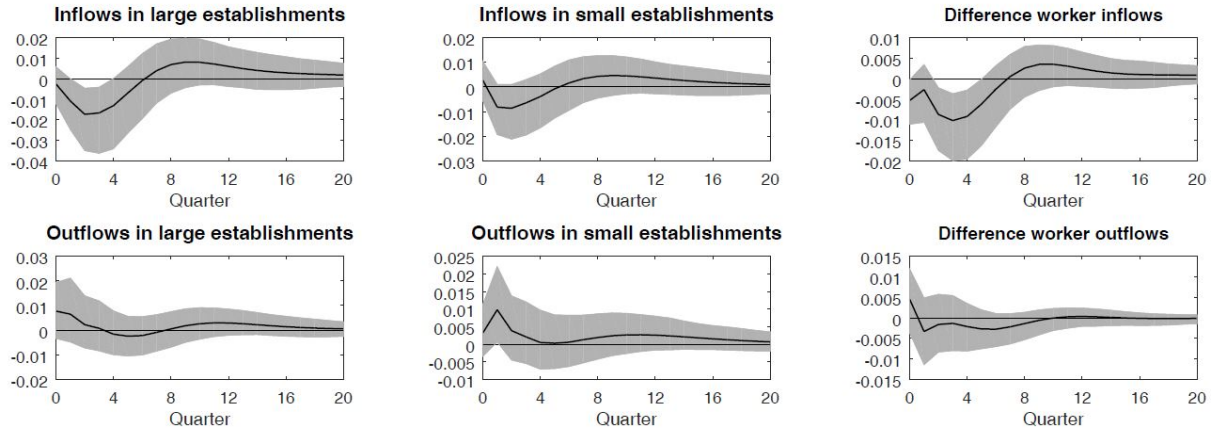 Inflows in large establishments
0.02
0.01
0
-0.01
-0.02
-0.03
-0.04
0 4 8 12 16 20
Quarter
Inflows in small establishments
0.02
0.01
0
-0.01
-0.02
-0.03
0 4 8 12 16 20
Quarter
Difference worker inflows
0.01
0.005
0
-0.005
-0.01
-0.015
-0.02
0 4 8 12 16 20
Quarter
Outflows in large establishments
0.03
0.02
0.01
0
-0.01
-0.02
0 4 8 12 16 20
Quarter
Outflows in small establishments
0.025
0.02
0.015
0.01
0.005
0
-0.005
-0.01
0 4 8 12 16 20
Quarter
Difference worker outflows
0.015
0.01
0.005
0
-0.005
-0.01
-0.015
0 4 8 12 16 20
Quarter